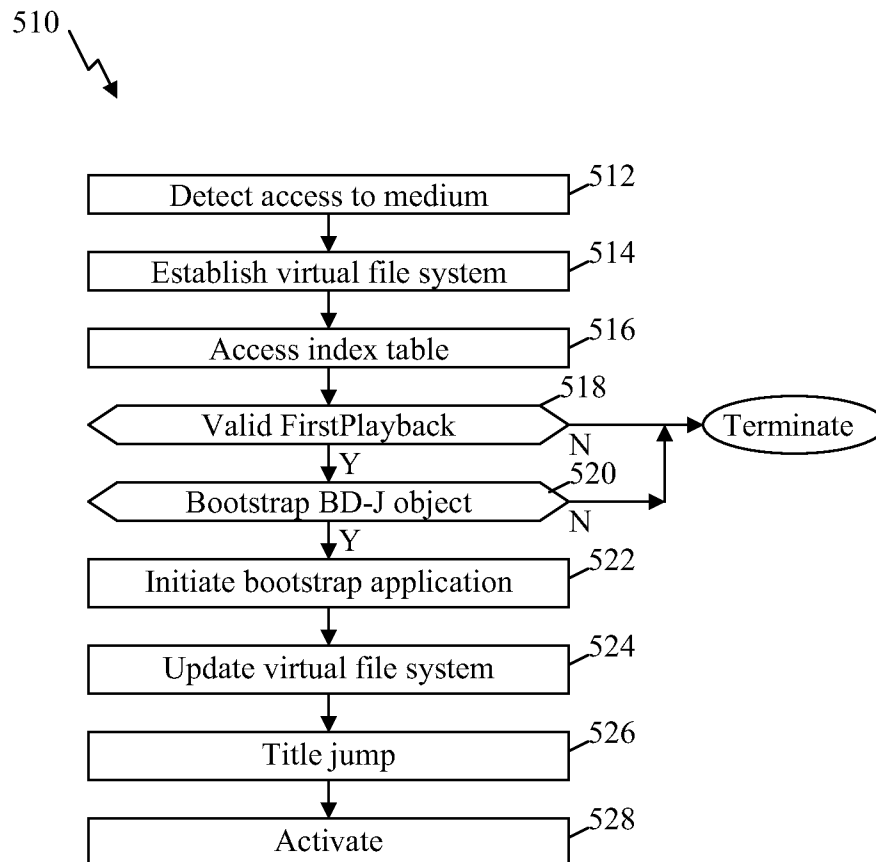 510
Detect access to medium
512
Establish virtual file system
514
Access index table
516
Valid FirstPlayback
518
N
Terminate
Y
Bootstrap BD-J object
520
N
Y
Initiate bootstrap application
522
Update virtual file system
524
Title jump
526
Activate
528